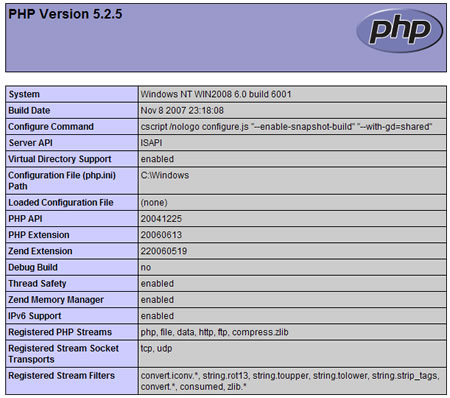 PHP Version 5.2.5
php
System Windows NT WIN2008 6.0 build 6001
Build Date Nov 8 2007 23:18:08
Configure Command cscript /nologo configure.js "--enable-snapshot-build" "--with-gd=shared"
Server API ISAPI
Virtual Directory Support enabled
Configuration File (php.ini) C:\Windows
Path
Loaded Configuration File (none)
PHP API 20041225
PHP Extension 20060613
Zend Extension 220060519
Debug Build no
Thread Safety enabled
Zend Memory Manager enabled
IPv6 Support enabled
Registered PHP Streams php, file, data, http, ftp, compress.zlib
Registered Stream Socket tcp, udp
Transports
Registered Stream Filters convert.iconv.*, string.rot13, string.toupper, string.tolower, string.strip_tags,
convert.*, consumed, zlib.*